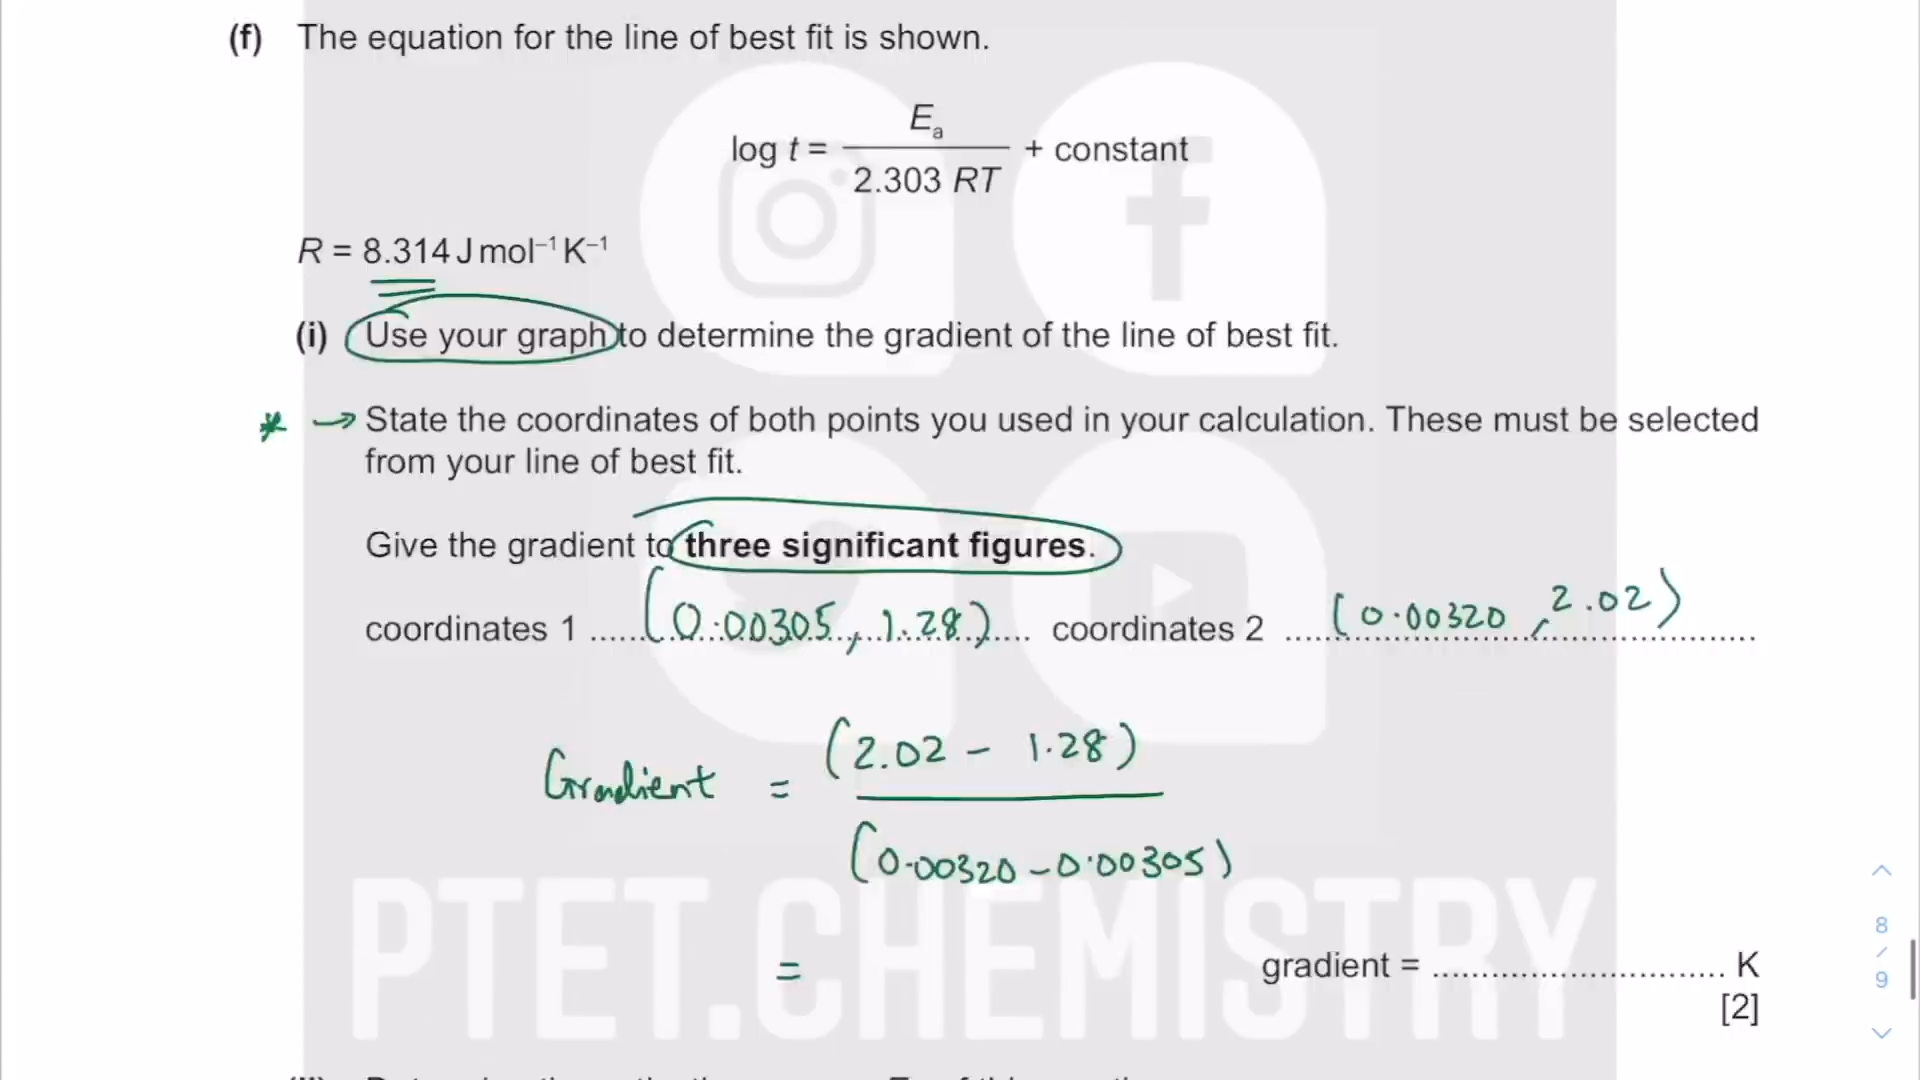 (f) The equation for the line of best fit is shown.
log t = Eₐ / 2.303 RT + constant
R = 8.314 J mol⁻¹ K⁻¹
(i) Use your graph to determine the gradient of the line of best fit.
* → State the coordinates of both points you used in your calculation. These must be selected
from your line of best fit.
Give the gradient to three significant figures.
coordinates 1 ...... (0.00305, 1.28) .... coordinates 2 ...... (0.00320, 2.02) ......
Gradient = (2.02 - 1.28) / (0.00320 - 0.00305)
PTET.CHEMISTRY
= gradient = ............................. K
[2]
8
/
9